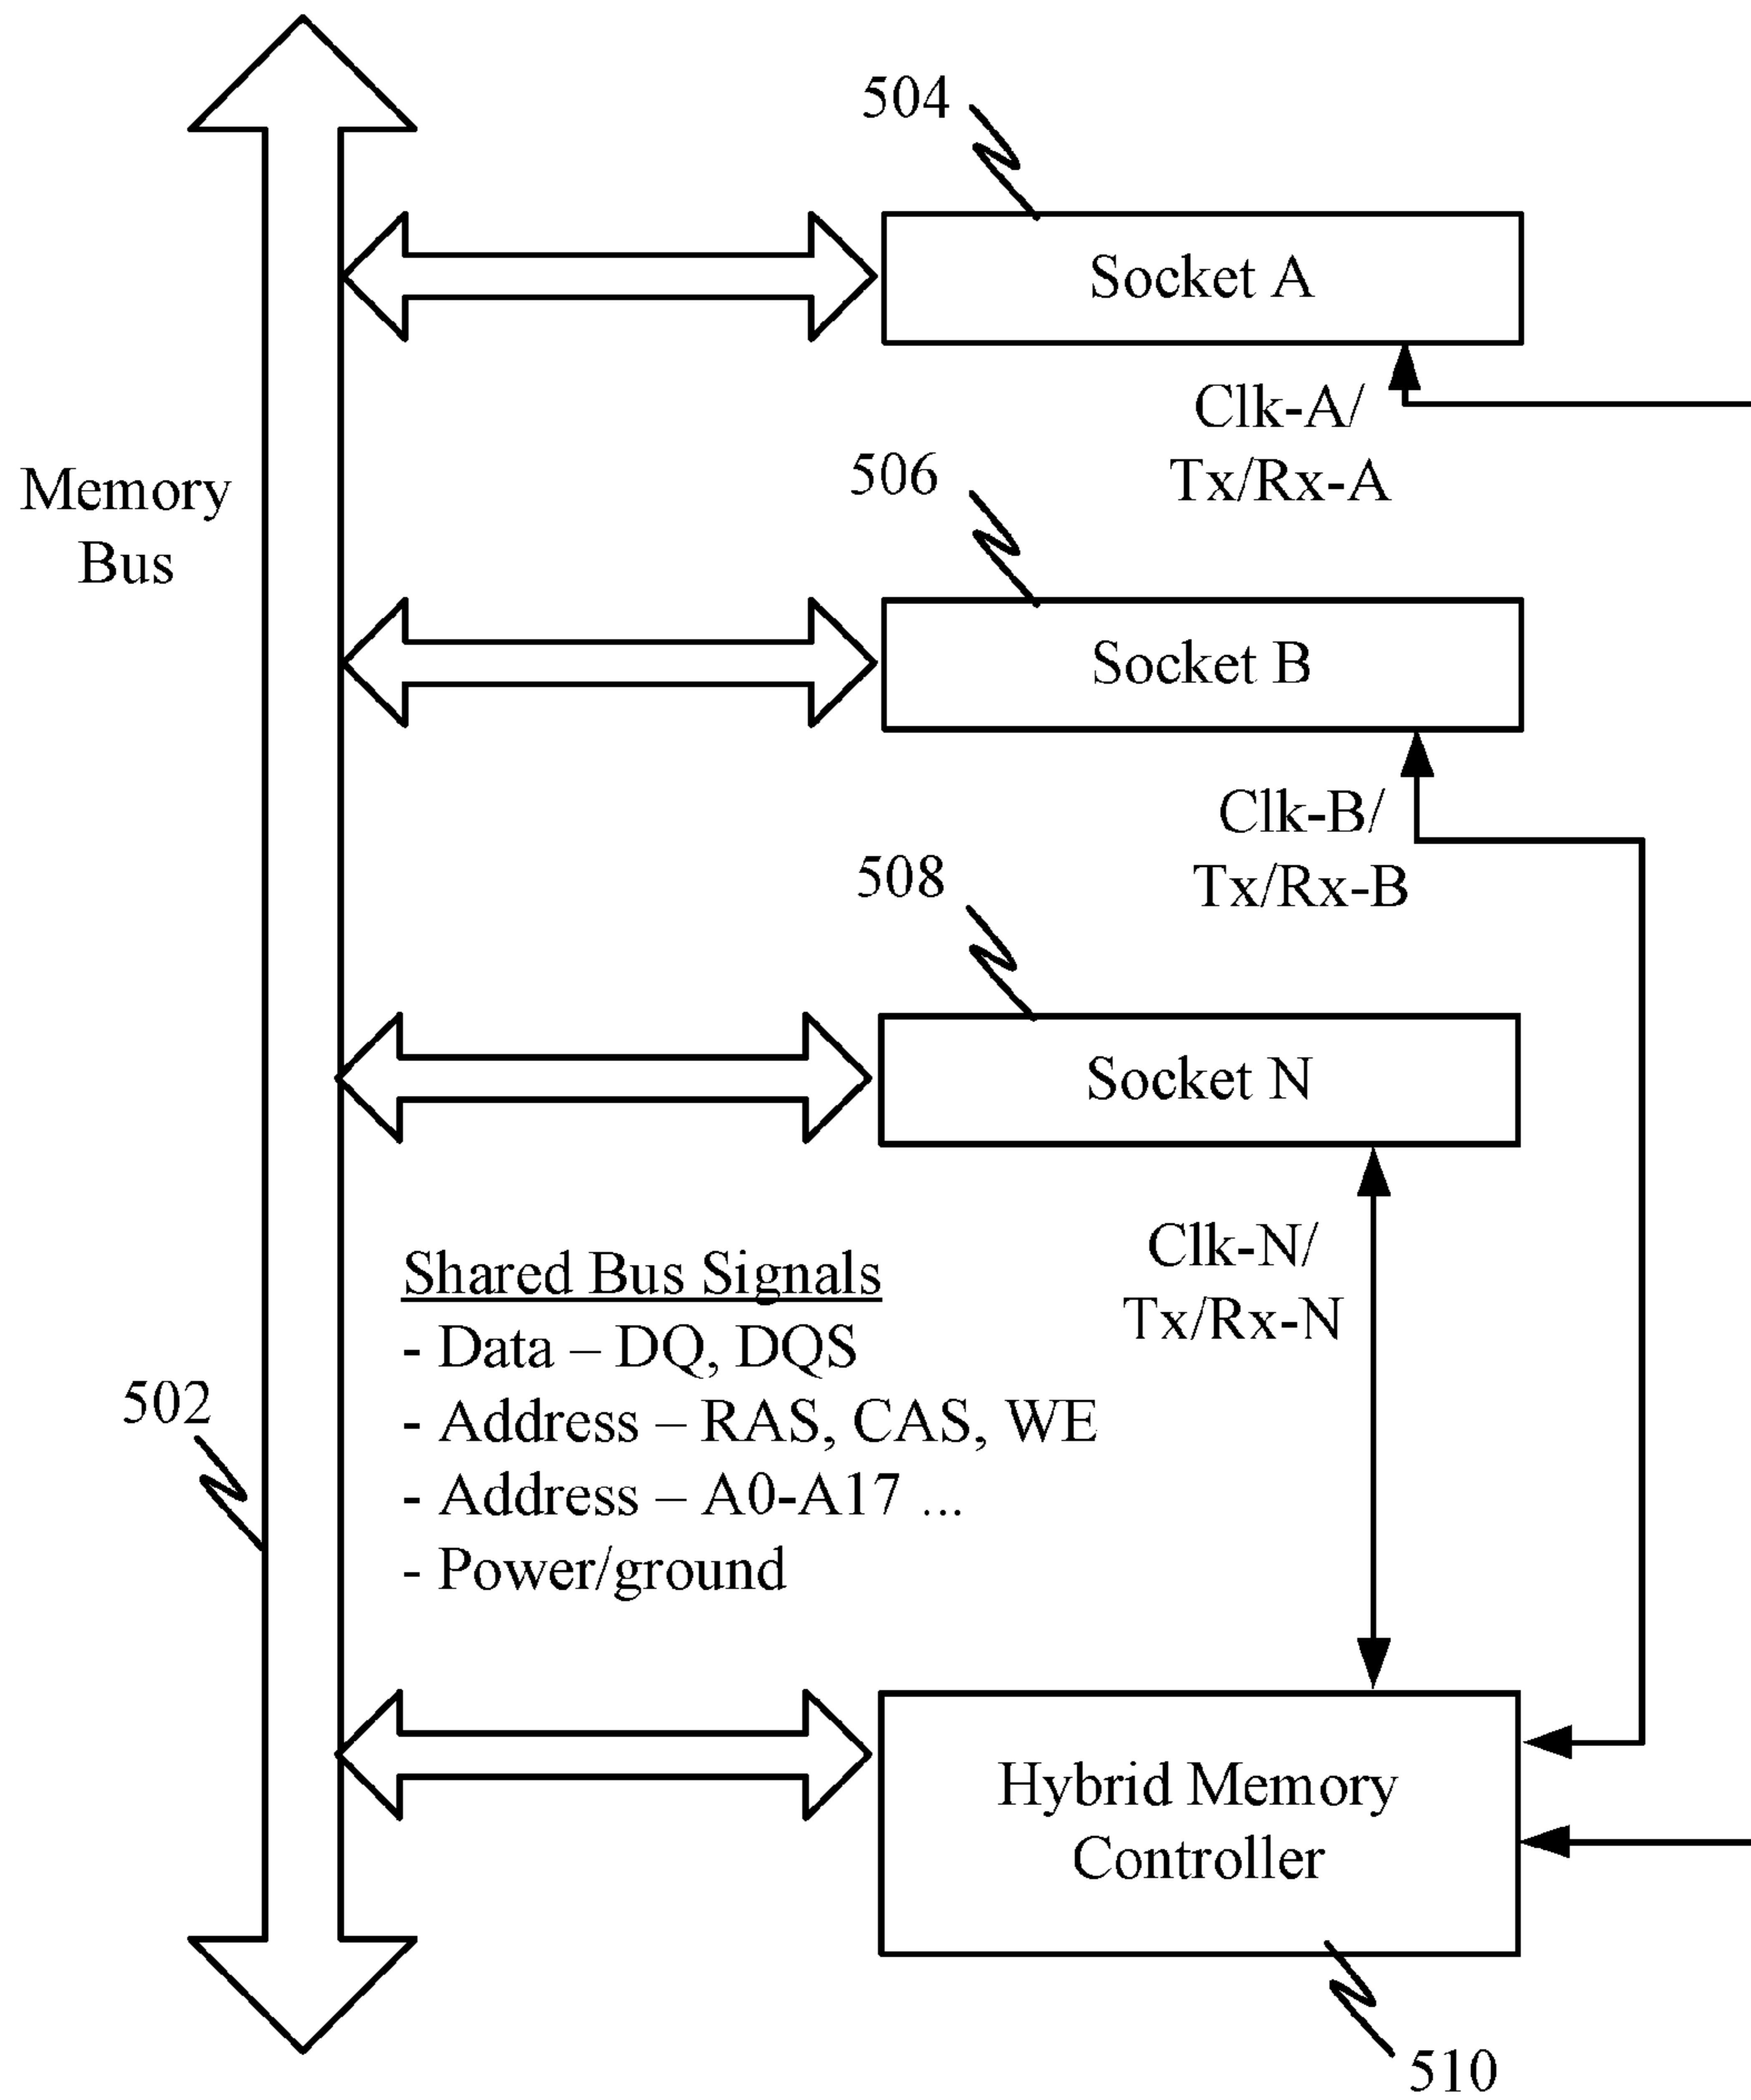 504
Socket A
Clk-A/
Tx/Rx-A
Memory
Bus
506
Socket B
Clk-B/
Tx/Rx-B
508
Socket N
Clk-N/
Tx/Rx-N
Shared Bus Signals
- Data – DQ, DQS
- Address – RAS, CAS, WE
- Address – A0-A17 ...
- Power/ground
502
Hybrid Memory
Controller
510